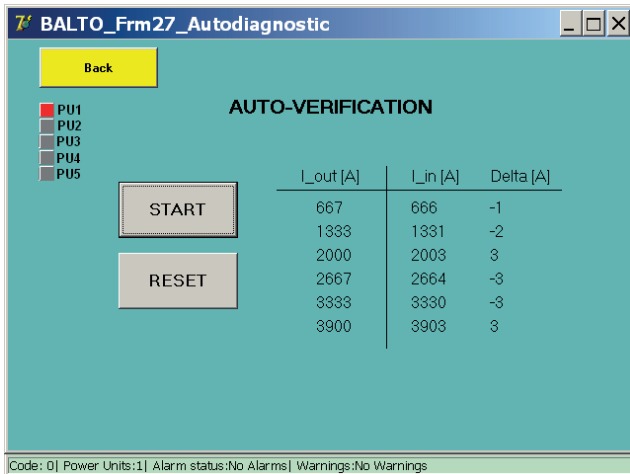 BALTO_Frm27_Autodiagnostic
Back
PU1
PU2
PU3
PU4
PU5
AUTO-VERIFICATION
I_out [A] I_in [A] Delta [A]
667 666 -1
1333 1331 -2
2000 2003 3
2667 2664 -3
3333 3330 -3
3900 3903 3
START
RESET
Code: 0| Power Units:1| Alarm status:No Alarms| Warnings:No Warnings